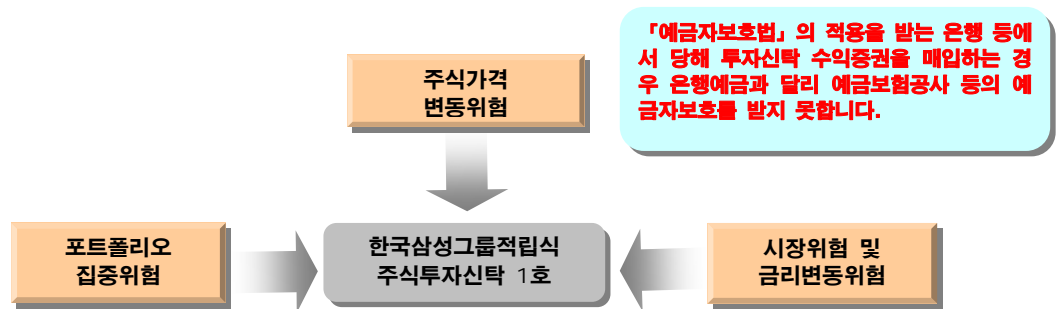 「예금자보호법」의 적용을 받는 은행 등에
서 당해 투자신탁 수익증권을 매입하는 경
우 은행예금과 달리 예금보험공사 등의 예
금자보호를 받지 못합니다.
주식가격
변동위험
포트폴리오
집중위험
한국삼성그룹적립식
주식투자신탁 1호
시장위험 및
금리변동위험